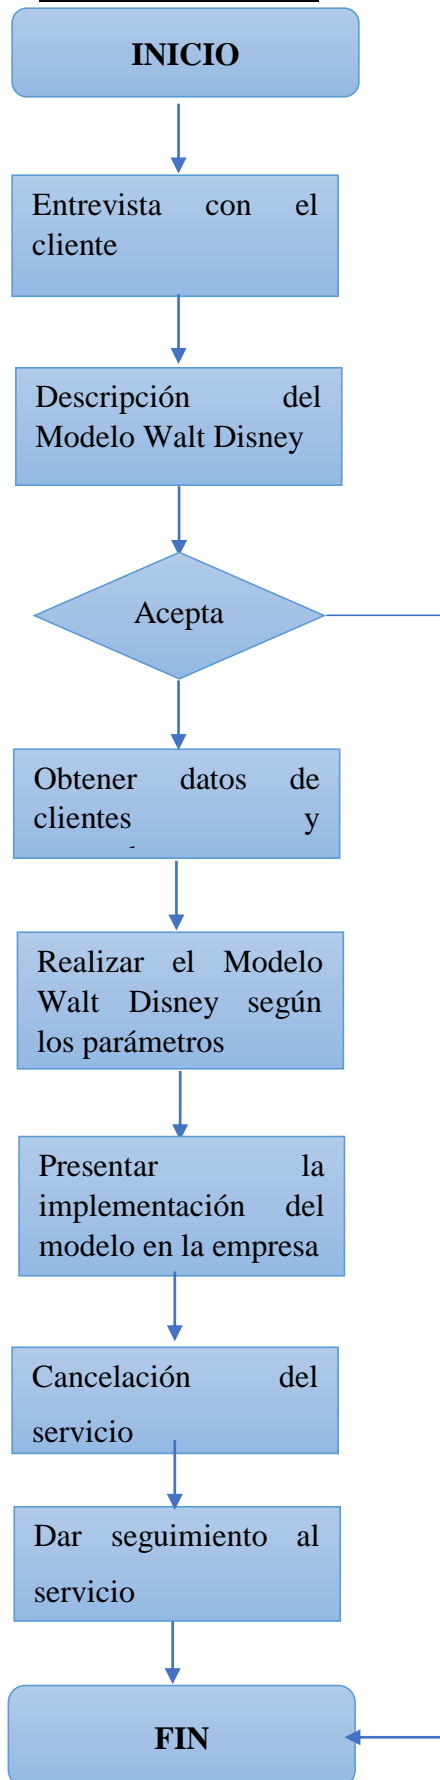 INICIO
Entrevista con el
cliente
Descripción del
Modelo Walt Disney
Acepta
Obtener datos de
clientes y
Realizar el Modelo
Walt Disney según
los parámetros
Presentar la
implementación del
modelo en la empresa
Cancelación del
servicio
Dar seguimiento al
servicio
FIN